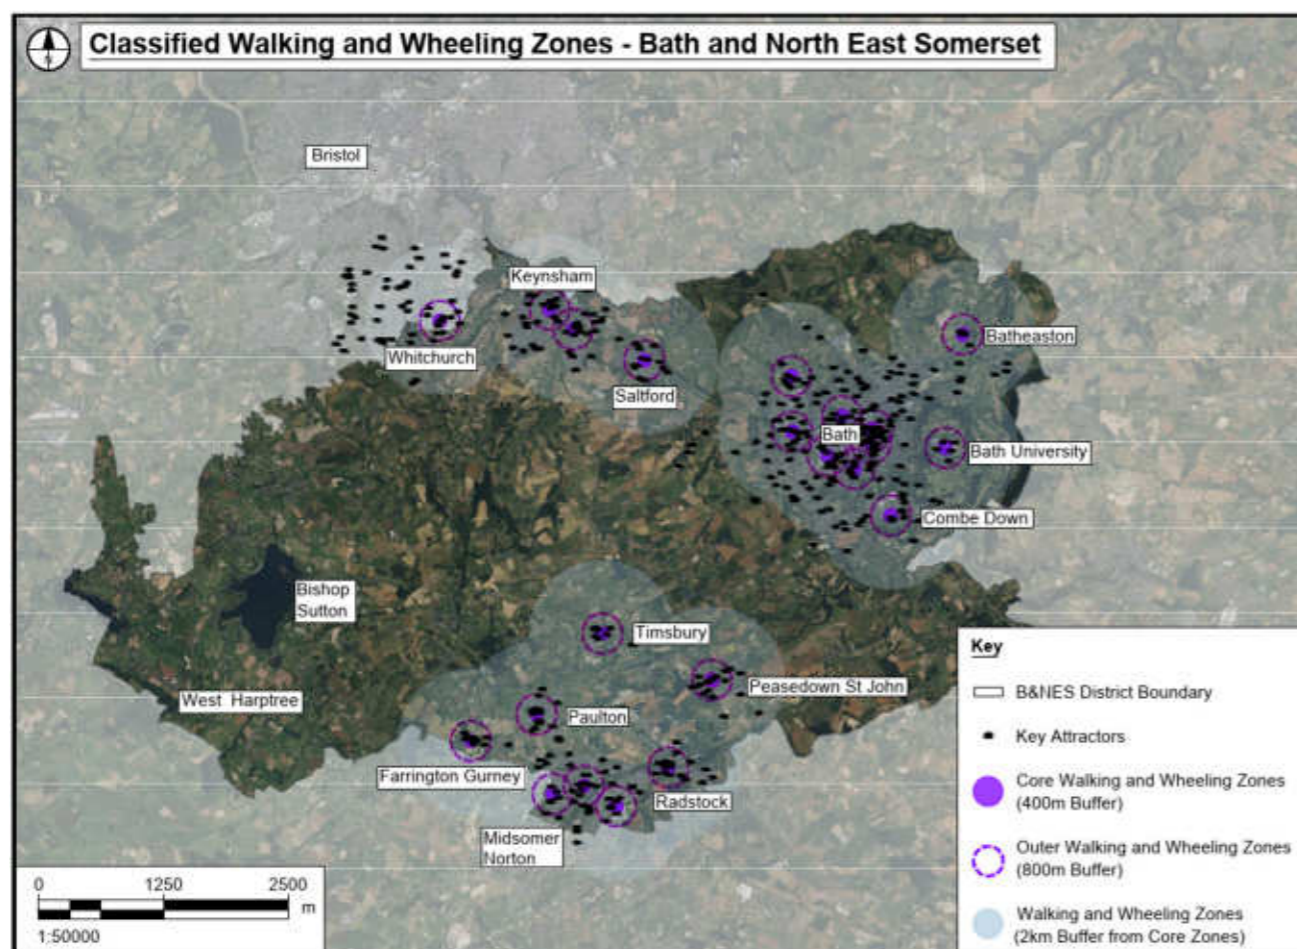 Classified Walking and Wheeling Zones - Bath and North East Somerset
N
Bristol
Keynsham
Whitchurch
Batheaston
Saltford
Bath
Bath University
Combe Down
Bishop
Sutton
Timsbury
West Harptree
Peasedown St John
Paulton
Farrington Gurney
Radstock
Midsomer
Norton
Key
B&NES District Boundary
Key Attractors
Core Walking and Wheeling Zones
(400m Buffer)
Outer Walking and Wheeling Zones
(800m Buffer)
Walking and Wheeling Zones
(2km Buffer from Core Zones)
0 1250 2500
m
1:50000